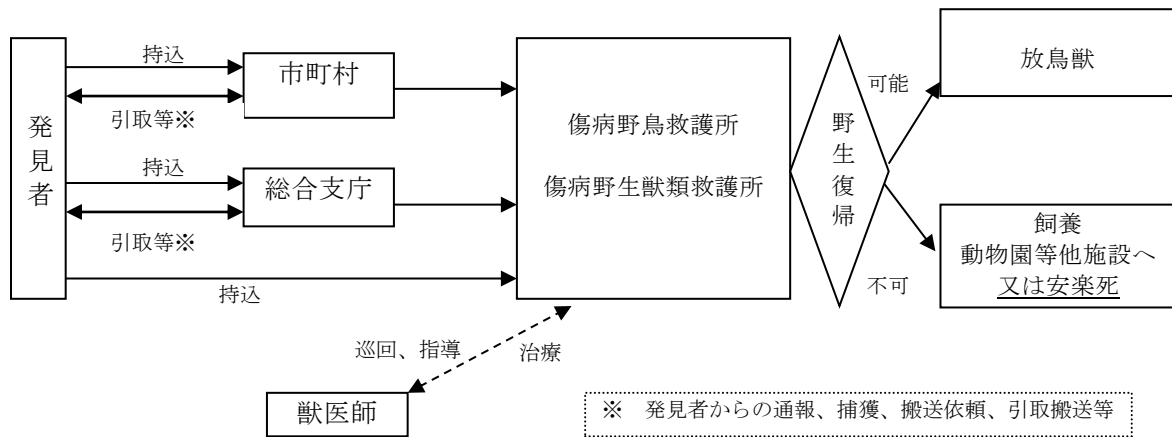 発見者
持込
引取等※
市町村
持込
引取等※
総合支庁
持込
傷病野鳥救護所
傷病野生獣類救護所
野生復帰
可能
不可
放鳥獣
飼養
動物園等他施設へ
又は安楽死
巡回、指導
治療
獣医師
※ 発見者からの通報、捕獲、搬送依頼、引取搬送等